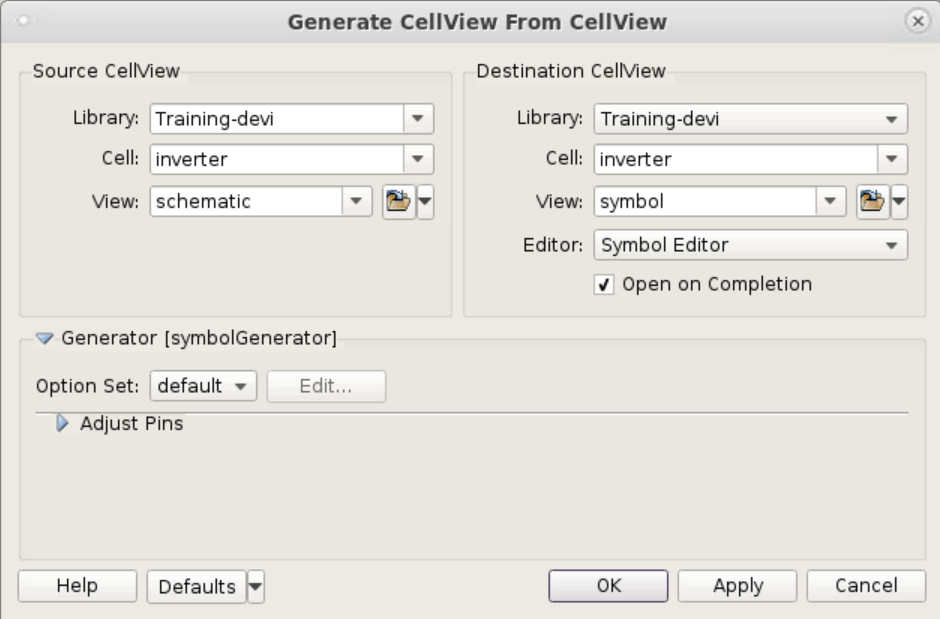 Generate CellView From CellView
Source CellView
Library: Training-devi
Cell: inverter
View: schematic
Destination CellView
Library: Training-devi
Cell: inverter
View: symbol
Editor: Symbol Editor
Open on Completion
Generator [symbolGenerator]
Option Set: default Edit...
Adjust Pins
Help Defaults OK Apply Cancel